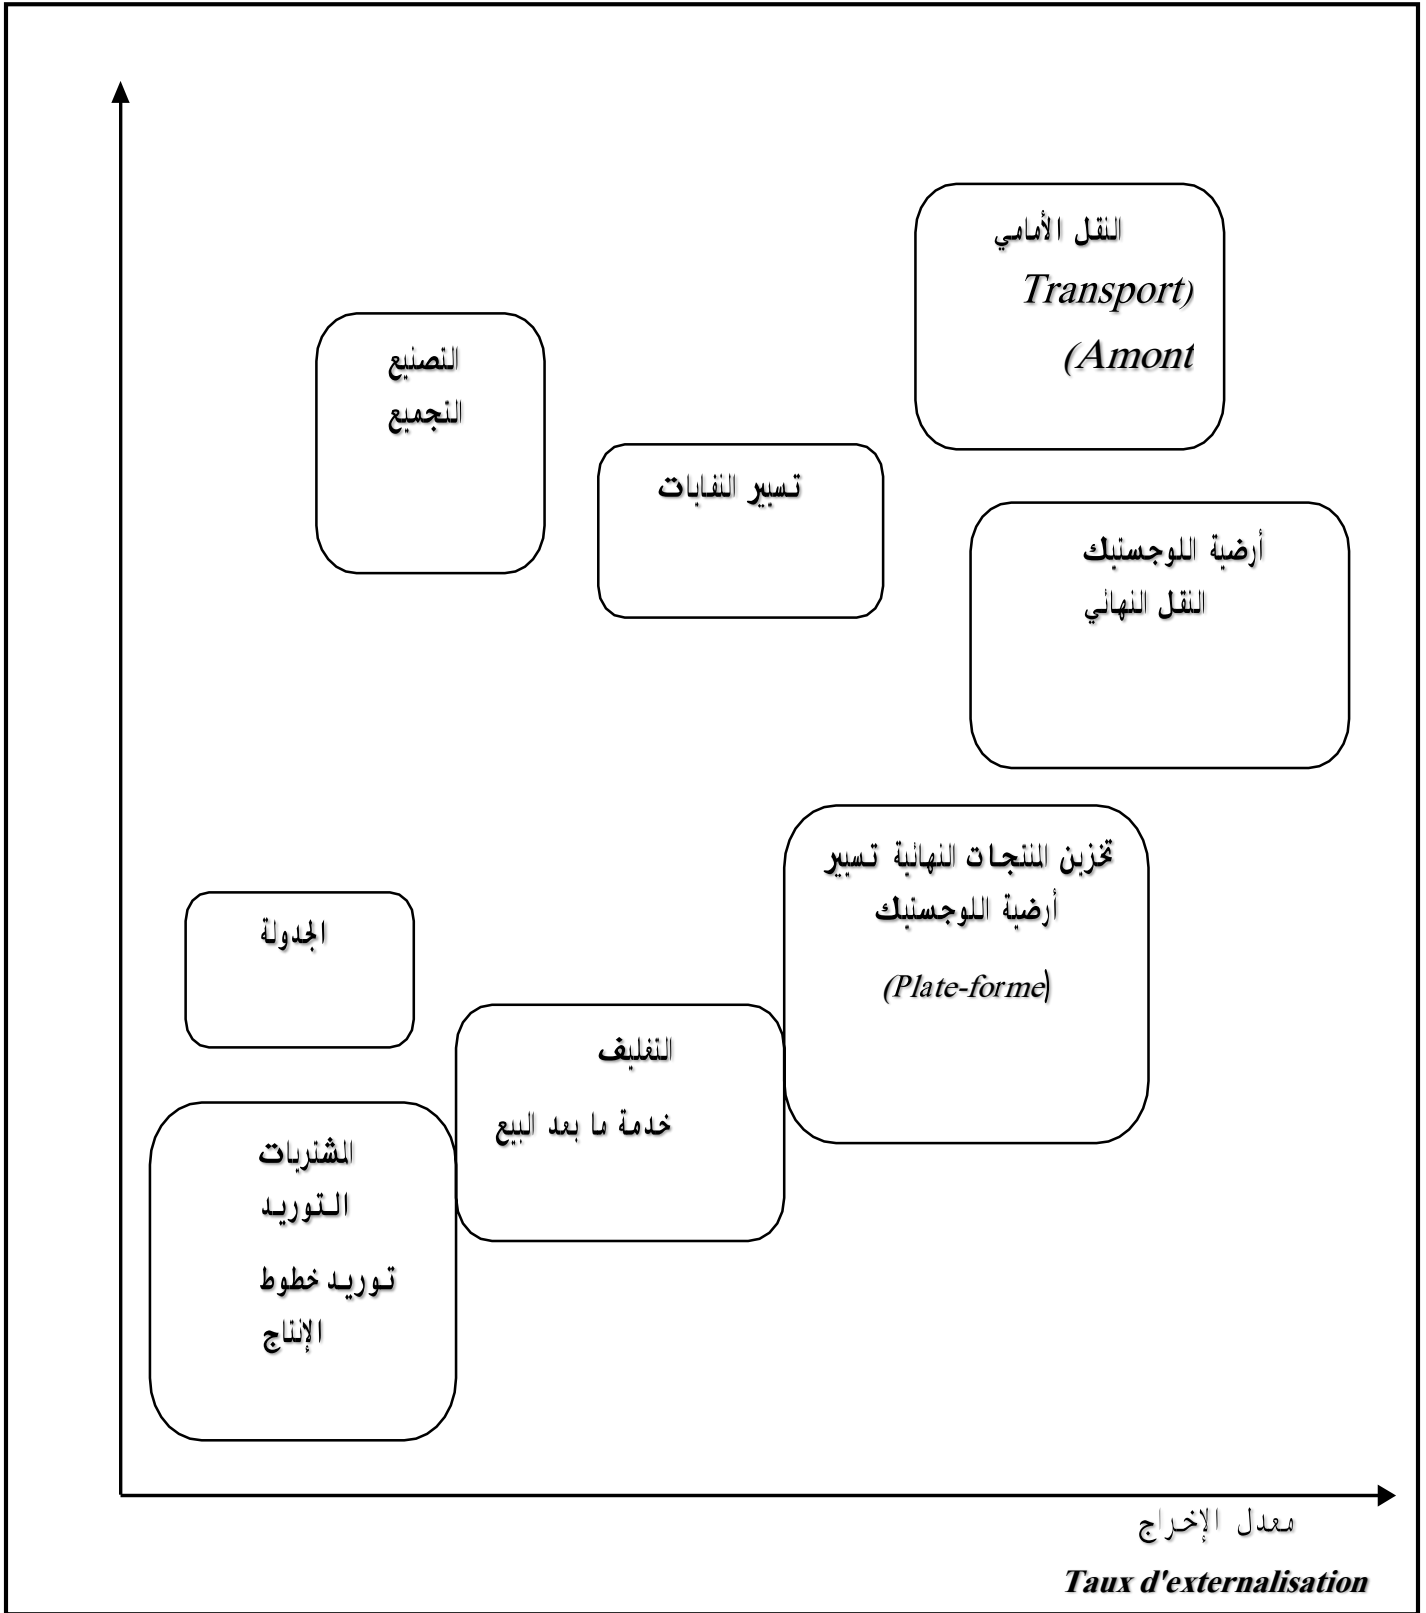 النقل الأمامي
Transport)
(Amont
التصنيع
التجميع
تسيير النفايات
أرضية اللوجستيك
النقل النهائي
تخزين المنتجات النهائية تسيير
أرضية اللوجستيك
(Plate-forme)
الجدولة
التغليف
خدمة ما بعد البيع
المشتريات
التوريد
توريد خطوط
الإنتاج
معدل الإخراج
Taux d'externalisation